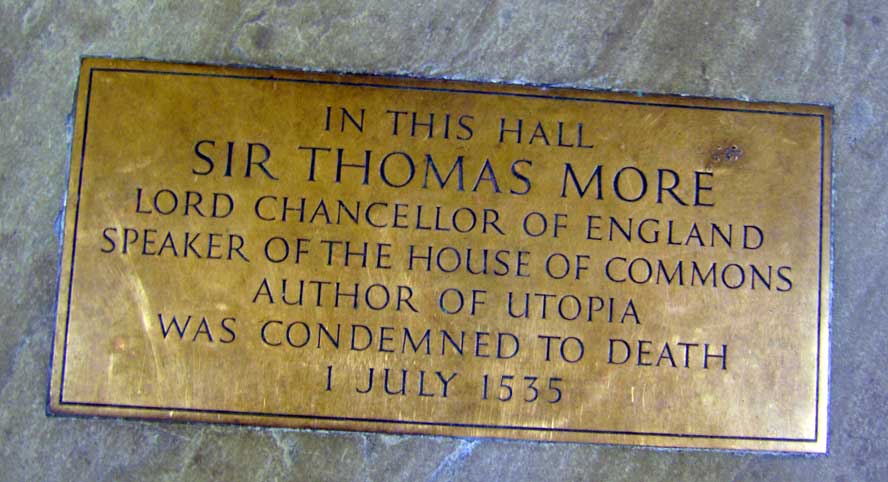 IN THIS HALL
SIR THOMAS MORE
LORD CHANCELLOR OF ENGLAND
SPEAKER OF THE HOUSE OF COMMONS
AUTHOR OF UTOPIA
WAS CONDEMNED TO DEATH
1 JULY 1535